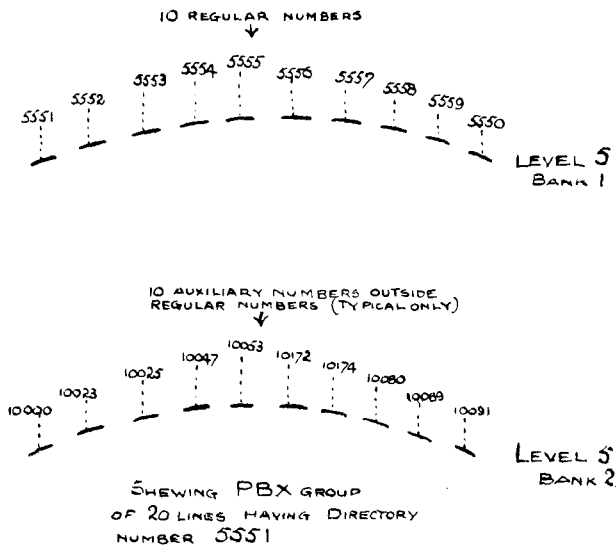 10 REGULAR NUMBERS
5551 5552 5553 5554 5555 5556 5557 5558 5559 5550
LEVEL 5
BANK 1
10 AUXILIARY NUMBERS OUTSIDE
REGULAR NUMBERS (TYPICAL ONLY)
10000 10023 10025 10047 10053 10172 10174 10080 10089 10091
LEVEL 5
BANK 2
SHEWING PBX GROUP
OF 20 LINES HAVING DIRECTORY
NUMBER 5551